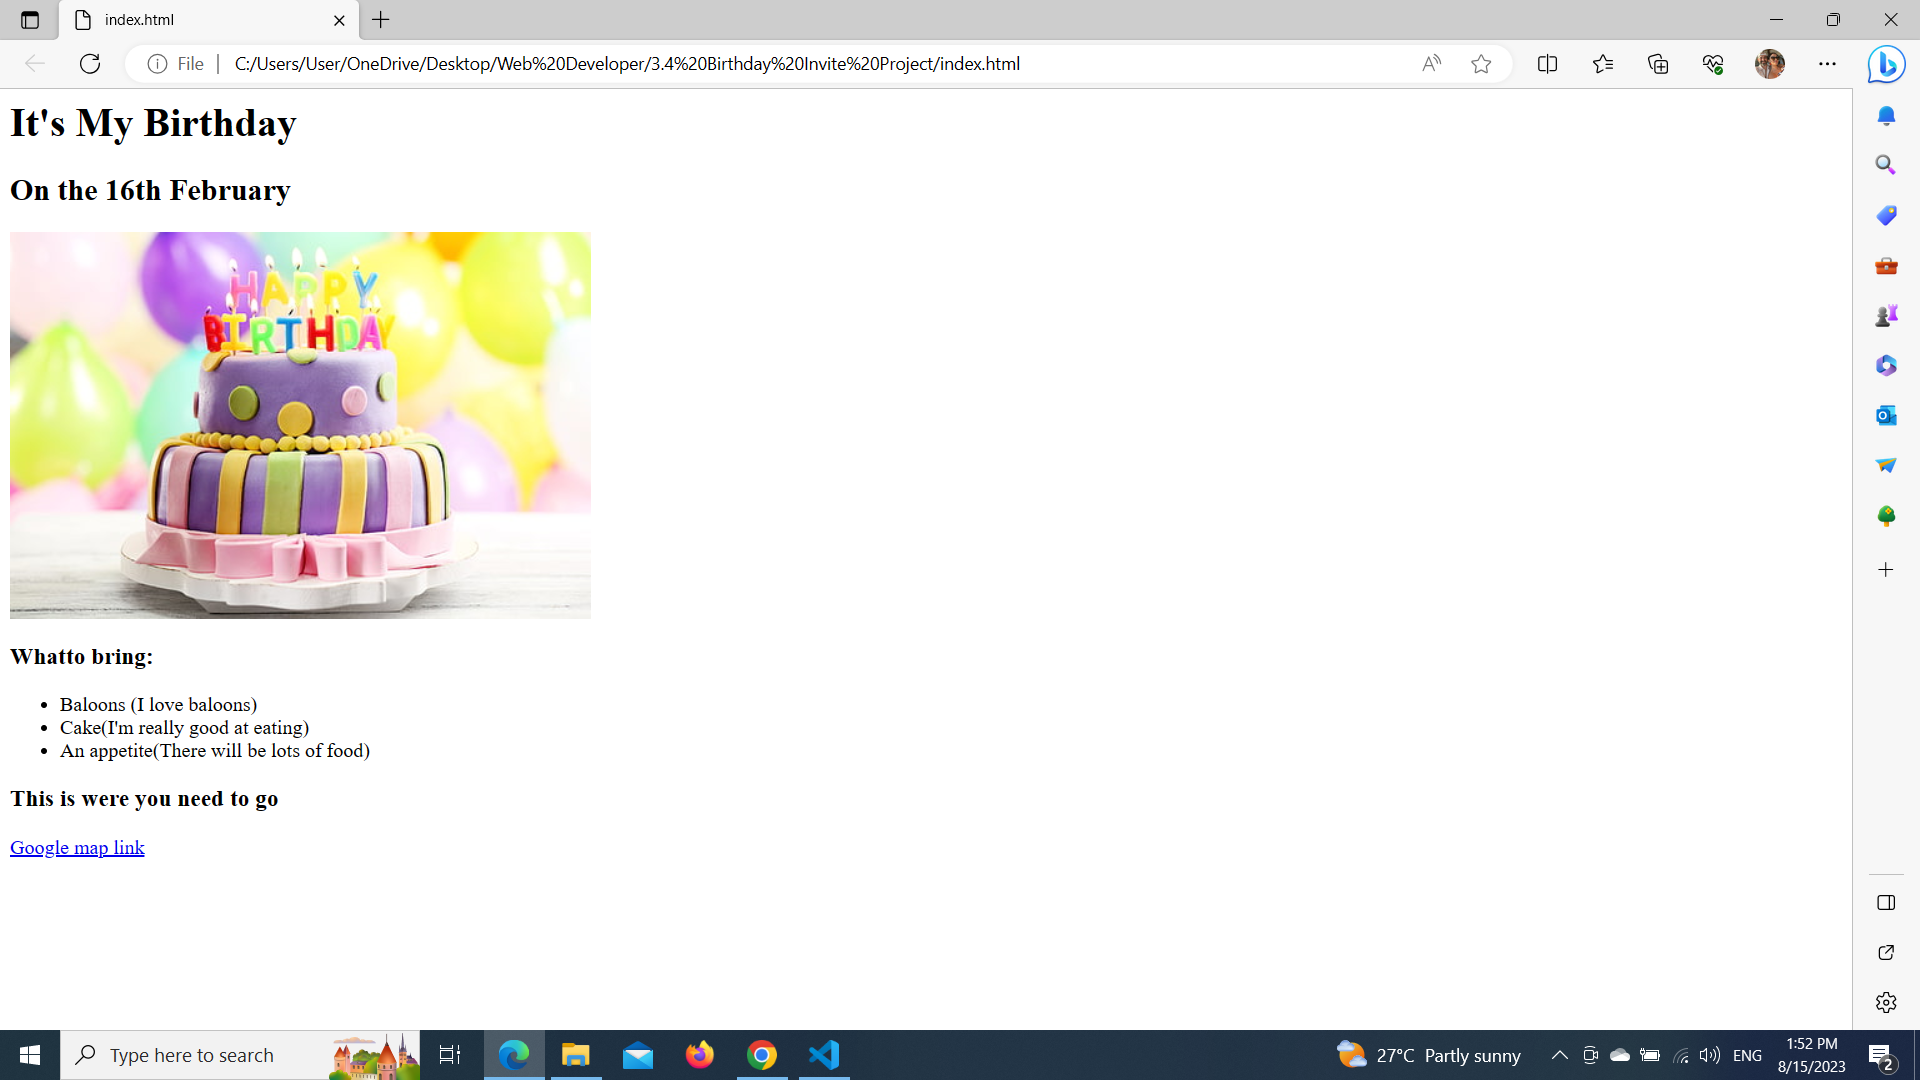 index.html
File
C:/Users/User/OneDrive/Desktop/Web%20Developer/3.4%20Birthday%20Invite%20Project/index.html
It's My Birthday
On the 16th February
HAPPY
BIRTHDAY
Whatto bring:
Baloons (I love baloons)
Cake(I'm really good at eating)
An appetite(There will be lots of food)
This is were you need to go
Google map link
Type here to search
27°C Partly sunny
ENG
1:52 PM
8/15/2023
2